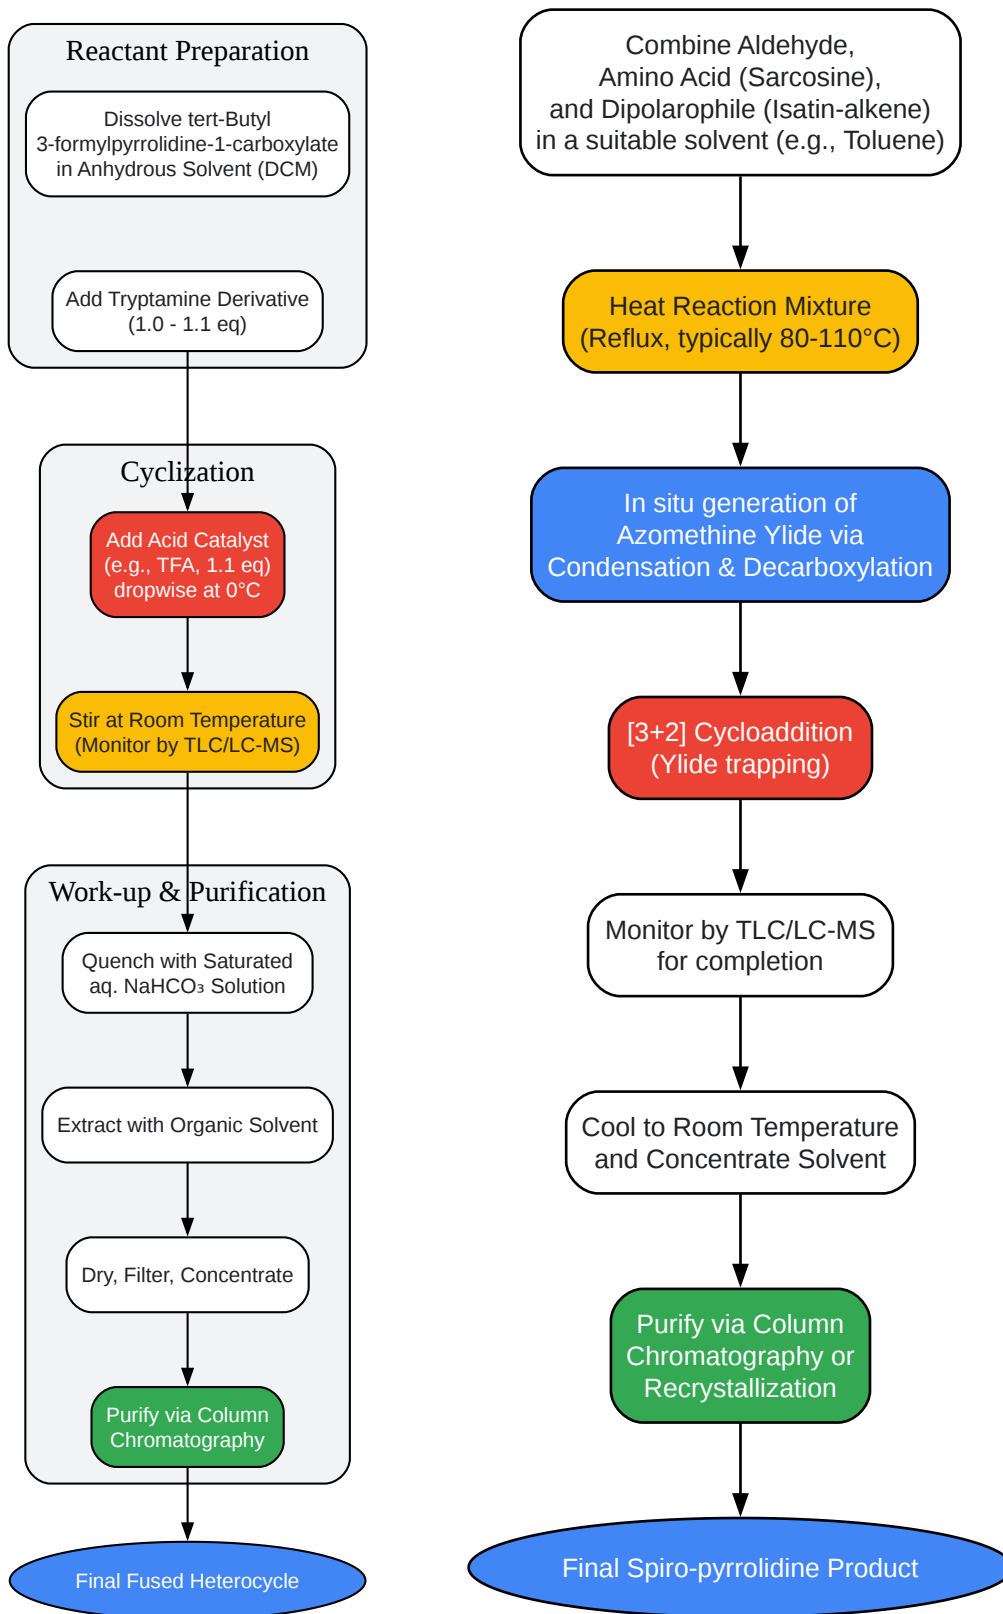 Reactant Preparation
Dissolve tert-Butyl
3-formylpyrrolidine-1-carboxylate
in Anhydrous Solvent (DCM)
Add Tryptamine Derivative
(1.0 - 1.1 eq)
Cyclization
Add Acid Catalyst
(e.g., TFA, 1.1 eq)
dropwise at 0°C
Stir at Room Temperature
(Monitor by TLC/LC-MS)
Work-up & Purification
Quench with Saturated
aq. NaHCO₃ Solution
Extract with Organic Solvent
Dry, Filter, Concentrate
Purify via Column
Chromatography
Final Fused Heterocycle
Combine Aldehyde,
Amino Acid (Sarcosine),
and Dipolarophile (Isatin-alkene)
in a suitable solvent (e.g., Toluene)
Heat Reaction Mixture
(Reflux, typically 80-110°C)
In situ generation of
Azomethine Ylide via
Condensation & Decarboxylation
[3+2] Cycloaddition
(Ylide trapping)
Monitor by TLC/LC-MS
for completion
Cool to Room Temperature
and Concentrate Solvent
Purify via Column
Chromatography or
Recrystallization
Final Spiro-pyrrolidine Product